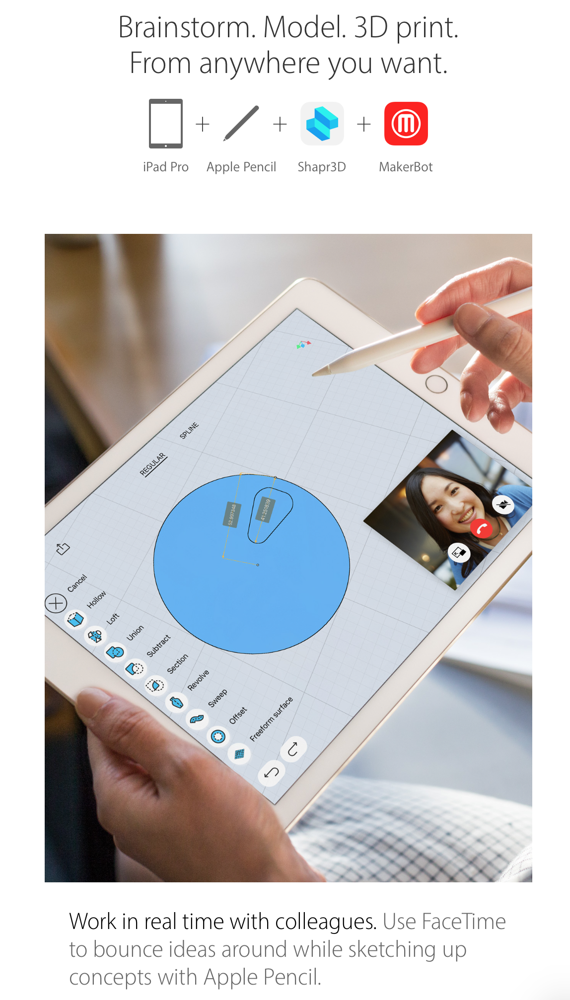 Brainstorm. Model. 3D print.
From anywhere you want.
iPad Pro
Apple Pencil
Shapr3D
MakerBot
SPLINE
REGULAR
52.997348
41.251839
Cancel
Hollow
Loft
Union
Subtract
Section
Revolve
Sweep
Offset
Freeform surface
Work in real time with colleagues. Use FaceTime
to bounce ideas around while sketching up
concepts with Apple Pencil.